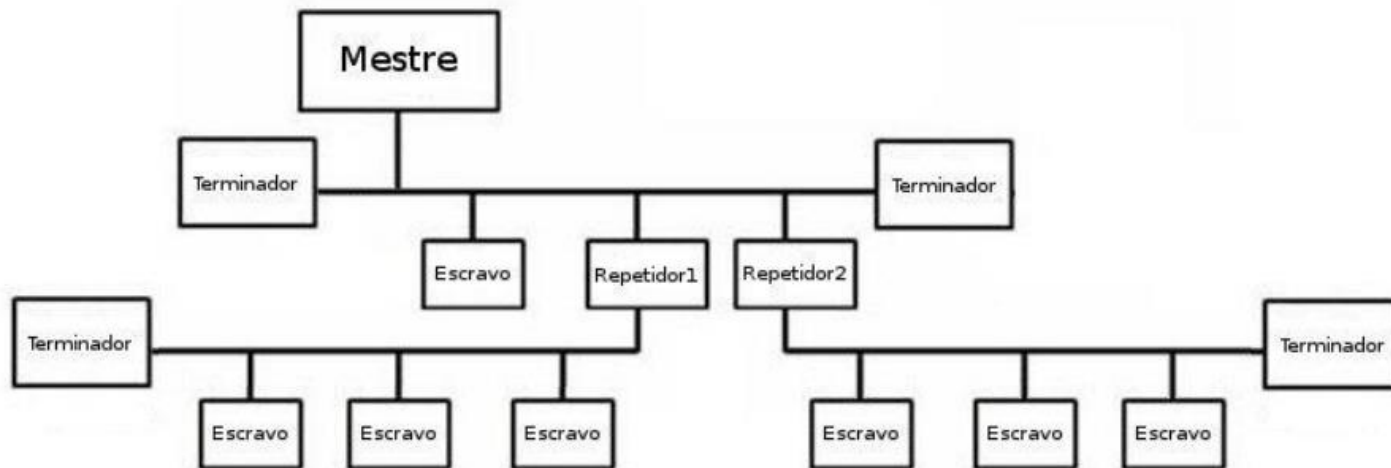 Mestre
Terminador
Terminador
Escravo
Repetidor1
Repetidor2
Terminador
Terminador
Escravo
Escravo
Escravo
Escravo
Escravo
Escravo